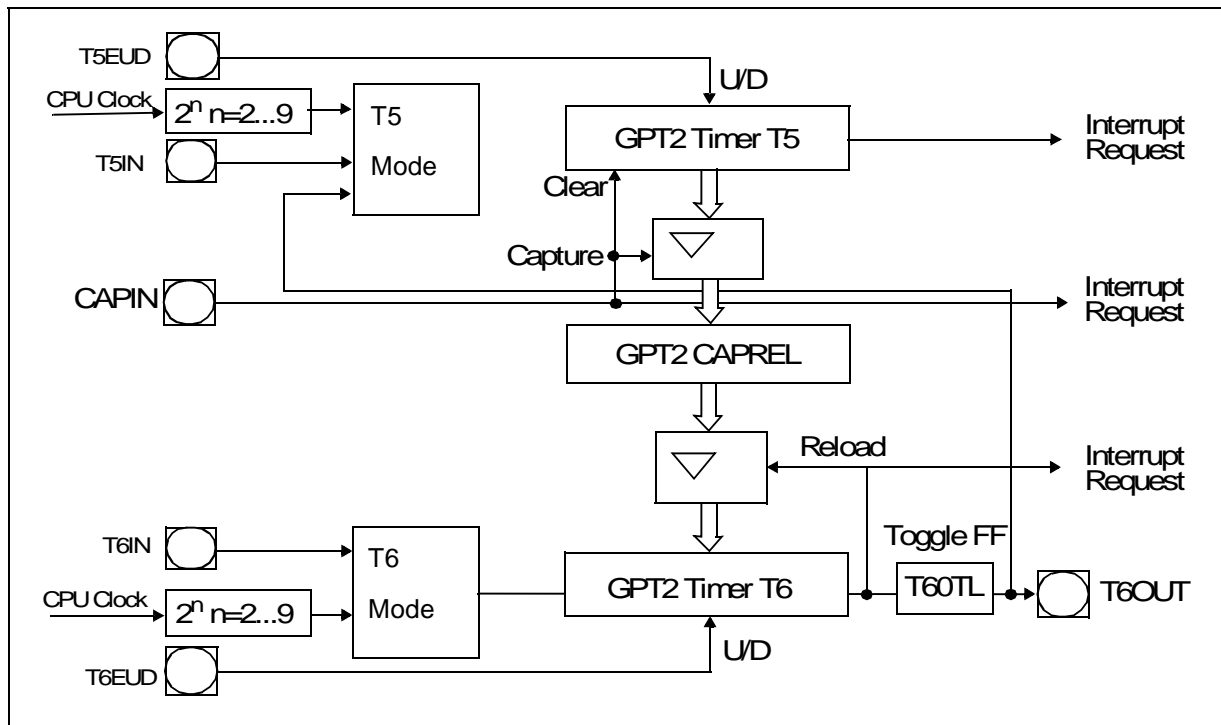 T5EUD
U/D
CPU Clock
2ⁿ n=2...9
T5
Mode
GPT2 Timer T5
Interrupt
Request
T5IN
Clear
Capture
CAPIN
Interrupt
Request
GPT2 CAPREL
Reload
Interrupt
Request
T6IN
T6
Mode
Toggle FF
GPT2 Timer T6
T60TL
T6OUT
CPU Clock
2ⁿ n=2...9
U/D
T6EUD